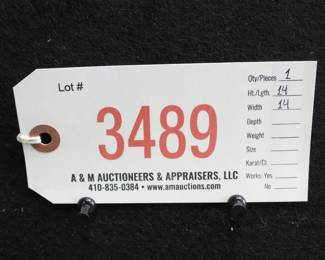 Lot #
3489
A & M AUCTIONEERS & APPRAISERS, LLC
410-835-0384 • www.amauctions.com
Qty/Pieces 1
Ht./Lgth. 14
Width 14
Depth
Weight
Size
Karat/Ct
Works: Yes
No